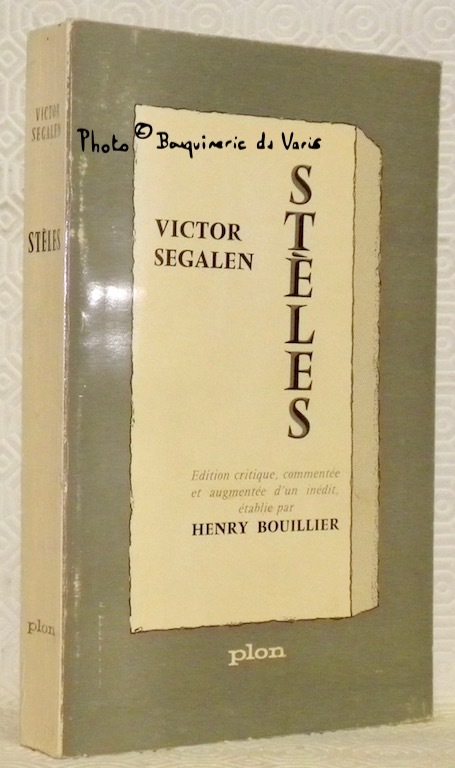 VICTOR
SEGALEN
STÈLES
plon
Photo © Bouquinerie du Varis
VICTOR
SEGALEN
STÈLES
Edition critique, commentée
et augmentée d'un inédit,
établie par
HENRY BOUILLIER
plon